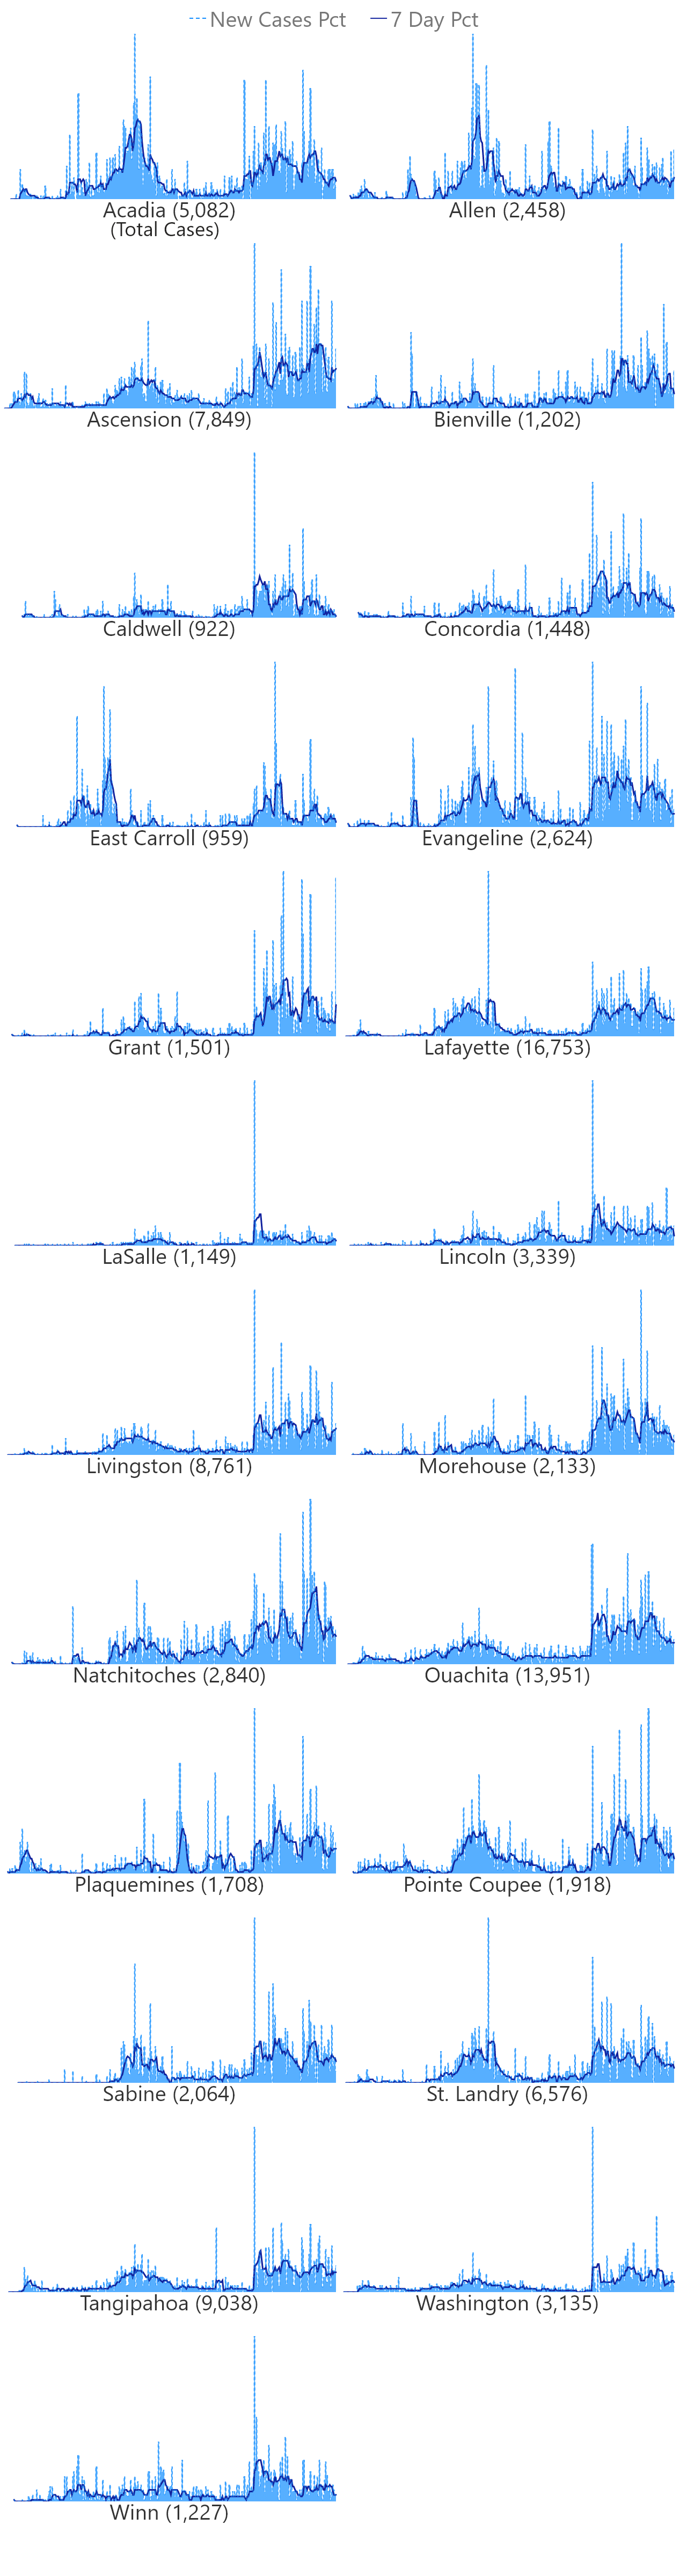 New Cases Pct 7 Day Pct
Acadia (5,082) Allen (2,458)
(Total Cases)
Ascension (7,849) Bienville (1,202)
Caldwell (922) Concordia (1,448)
East Carroll (959) Evangeline (2,624)
Grant (1,501) Lafayette (16,753)
LaSalle (1,149) Lincoln (3,339)
Livingston (8,761) Morehouse (2,133)
Natchitoches (2,840) Ouachita (13,951)
Plaquemines (1,708) Pointe Coupee (1,918)
Sabine (2,064) St. Landry (6,576)
Tangipahoa (9,038) Washington (3,135)
Winn (1,227)